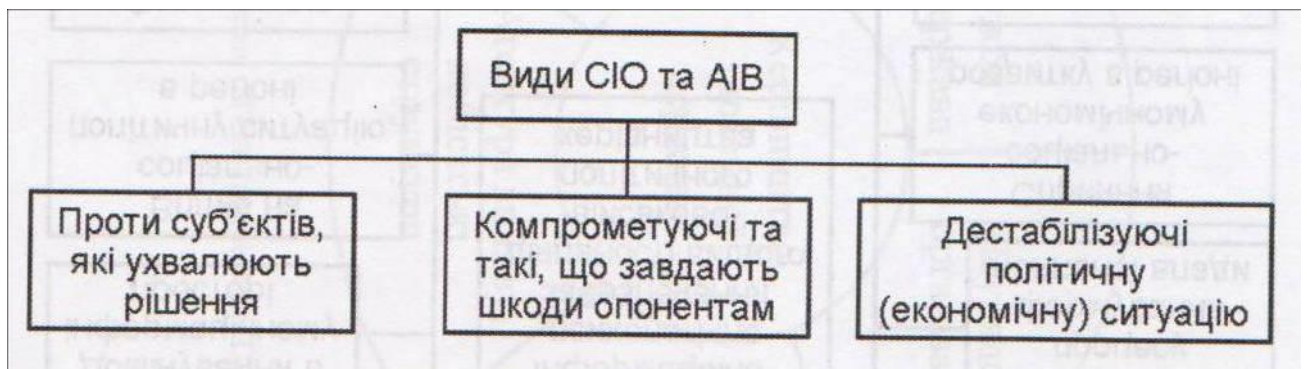 Види СІО та АІВ
Проти суб’єктів,
які ухвалюють
рішення
Компрометуючі та
такі, що завдають
шкоди опонентам
Дестабілізуючі
політичну
(економічну) ситуацію